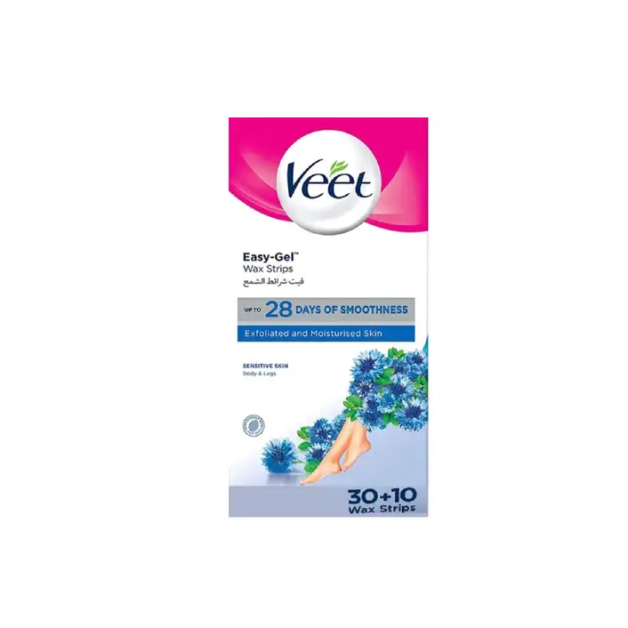 Veet
Easy-Gel™
Wax Strips
ڤيت شرائط الشمع
UP TO 28 DAYS OF SMOOTHNESS
Exfoliated and Moisturised Skin
SENSITIVE SKIN
Body & Legs
30+10
Wax Strips